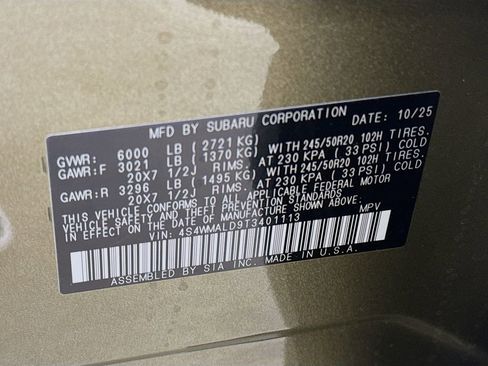 MFD BY SUBARU CORPORATION DATE: 10/25
GVWR: 6000 LB ( 2721 KG)
GAWR:F 3021 LB ( 1370 KG) WITH 245/50R20 102H TIRES.
20X7 1/2J RIMS. AT 230 KPA ( 33 PSI) COLD
GAWR:R 3296 LB ( 1495 KG) WITH 245/50R20 102H TIRES.
20X7 1/2J RIMS. AT 230 KPA ( 33 PSI) COLD
THIS VEHICLE CONFORMS TO ALL APPLICABLE FEDERAL MOTOR
VEHICLE SAFETY STANDARDS IN EFFECT ON THE DATE OF
MANUFACTURE SHOWN ABOVE.
VIN: 4S4WMALD9T3401113 MPV
ASSEMBLED BY SIA INC. MADE IN U.S.A.